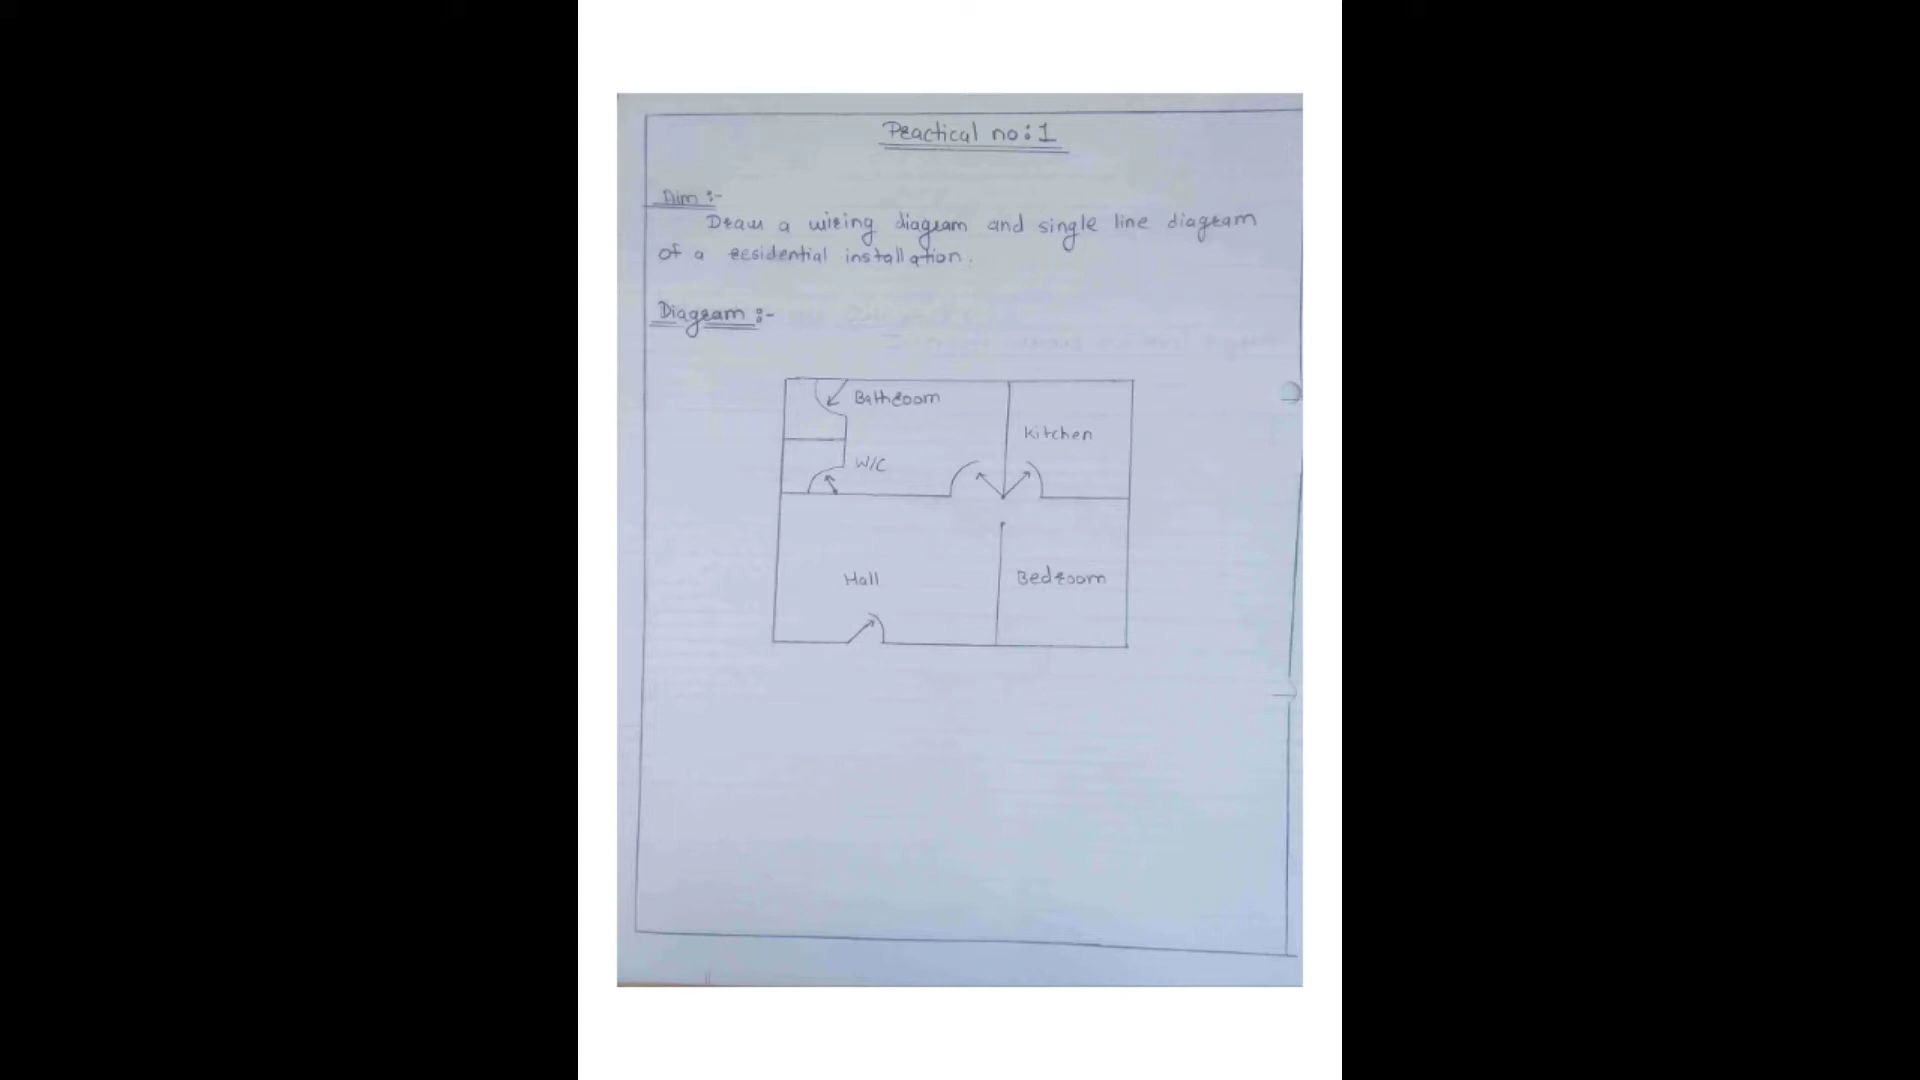 Practical no: 1
Aim :-
Draw a wiring diagram and single line diagram
of a residential installation.
Diagram :-
Bathroom
Kitchen
W/C
Hall
Bedroom